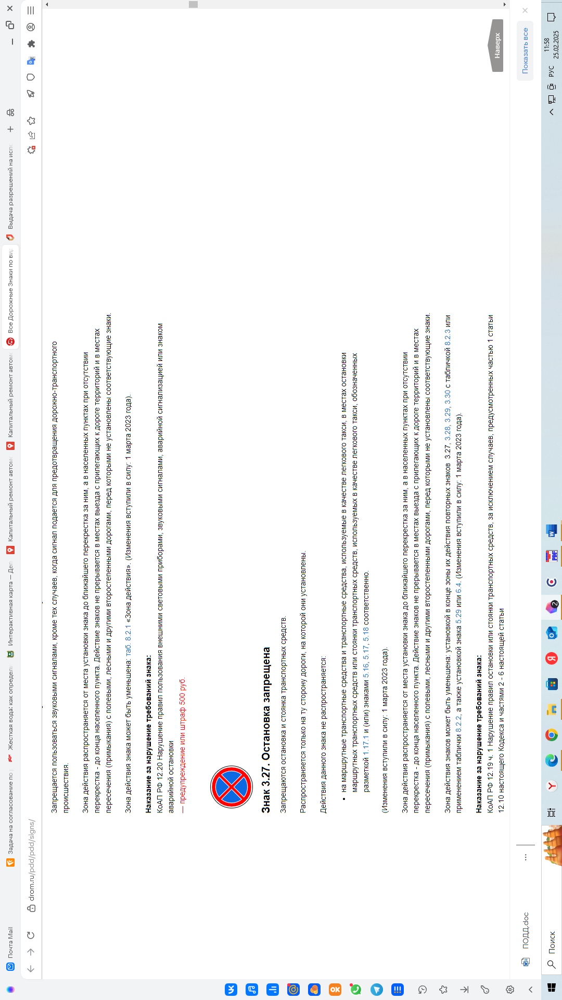 Почта Mail
Задача на согласование по
Жесткая вода: как определ
Интерактивная карта — Деп
Капитальный ремонт автом
Капитальный ремонт автом
Все Дорожные Знаки по ви
Выдача разрешений на исп
drom.ru/pdd/pdd/signs/
Запрещается пользоваться звуковыми сигналами, кроме тех случаев, когда сигнал подается для предотвращения дорожно-транспортного
происшествия.
Зона действия распространяется от места установки знака до ближайшего перекрестка за ним, а в населенных пунктах при отсутствии
перекрестка - до конца населенного пункта. Действие знаков не прерывается в местах выезда с прилегающих к дороге территорий и в местах
пересечения (примыкания) с полевыми, лесными и другими второстепенными дорогами, перед которыми не установлены соответствующие знаки.
Зона действия знака может быть уменьшена: таб. 8.2.1 «Зона действия». (Изменения вступили в силу: 1 марта 2023 года).
Наказание за нарушение требований знака:
КоАП РФ 12.20 Нарушение правил пользования внешними световыми приборами, звуковыми сигналами, аварийной сигнализацией или знаком
аварийной остановки
— предупреждение или штраф 500 руб.
Знак 3.27. Остановка запрещена
Запрещаются остановка и стоянка транспортных средств.
Распространяется только на ту сторону дороги, на которой они установлены.
Действия данного знака не распространяется:
• на маршрутные транспортные средства и транспортные средства, используемые в качестве легкового такси, в местах остановки
маршрутных транспортных средств или стоянки транспортных средств, используемых в качестве легкового такси, обозначенных
разметкой 1.17.1 и (или) знаками 5.16, 5.17, 5.18 соответственно.
(Изменения вступили в силу: 1 марта 2023 года).
Зона действия распространяется от места установки знака до ближайшего перекрестка за ним, а в населенных пунктах при отсутствии
перекрестка - до конца населенного пункта. Действие знаков не прерывается в местах выезда с прилегающих к дороге территорий и в местах
пересечения (примыкания) с полевыми, лесными и другими второстепенными дорогами, перед которыми не установлены соответствующие знаки.
Зона действия знаков может быть уменьшена: установкой в конце зоны их действия повторных знаков 3.27, 3.28, 3.29, 3.30 с табличкой 8.2.3 или
применением таблички 8.2.2, а также установкой знака 5.29 или 6.4. (Изменения вступили в силу: 1 марта 2023 года).
Наказание за нарушение требований знака:
КоАП РФ 12.19 ч. 1 Нарушение правил остановки или стоянки транспортных средств, за исключением случаев, предусмотренных частью 1 статьи
12.10 настоящего Кодекса и частями 2 - 6 настоящей статьи
Наверх
ПОДД.doc
Показать все
Поиск
2
РУС
11:58
25.02.2025